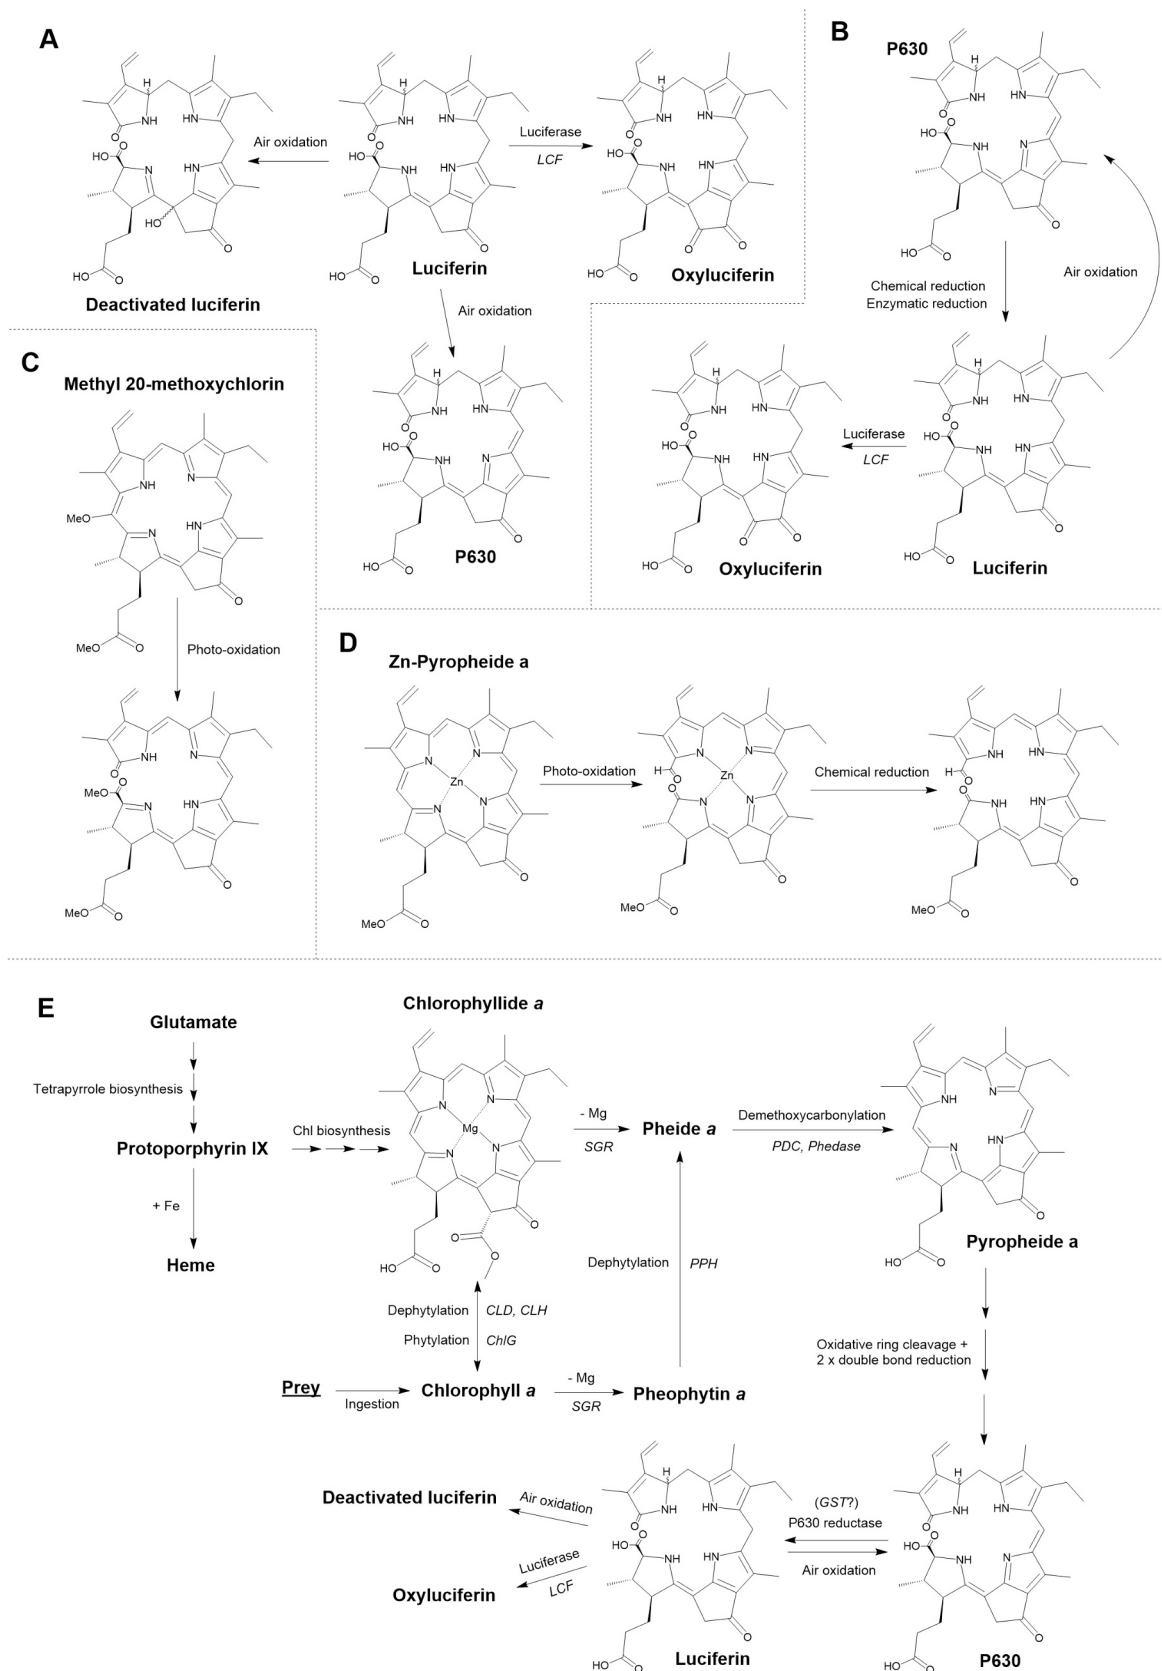 A
Air oxidation
Luciferase
LCF
Deactivated luciferin
Luciferin
Oxyluciferin
Air oxidation
P630
B
P630
Chemical reduction
Enzymatic reduction
Air oxidation
Luciferase
LCF
Oxyluciferin
Luciferin
C
Methyl 20-methoxychlorin
Photo-oxidation
D
Zn-Pyropheide a
Photo-oxidation
Chemical reduction
E
Glutamate
Tetrapyrrole biosynthesis
Protoporphyrin IX
+ Fe
Heme
Chl biosynthesis
Chlorophyllide a
- Mg
SGR
Pheide a
Demethoxycarbonylation
PDC, Phedase
Pyropheide a
Dephytylation
CLD, CLH
Phytylation
ChlG
Dephytylation
PPH
Prey
Ingestion
Chlorophyll a
- Mg
SGR
Pheophytin a
Oxidative ring cleavage +
2 x double bond reduction
Deactivated luciferin
Air oxidation
Luciferase
LCF
Oxyluciferin
(GST?)
P630 reductase
Air oxidation
Luciferin
P630